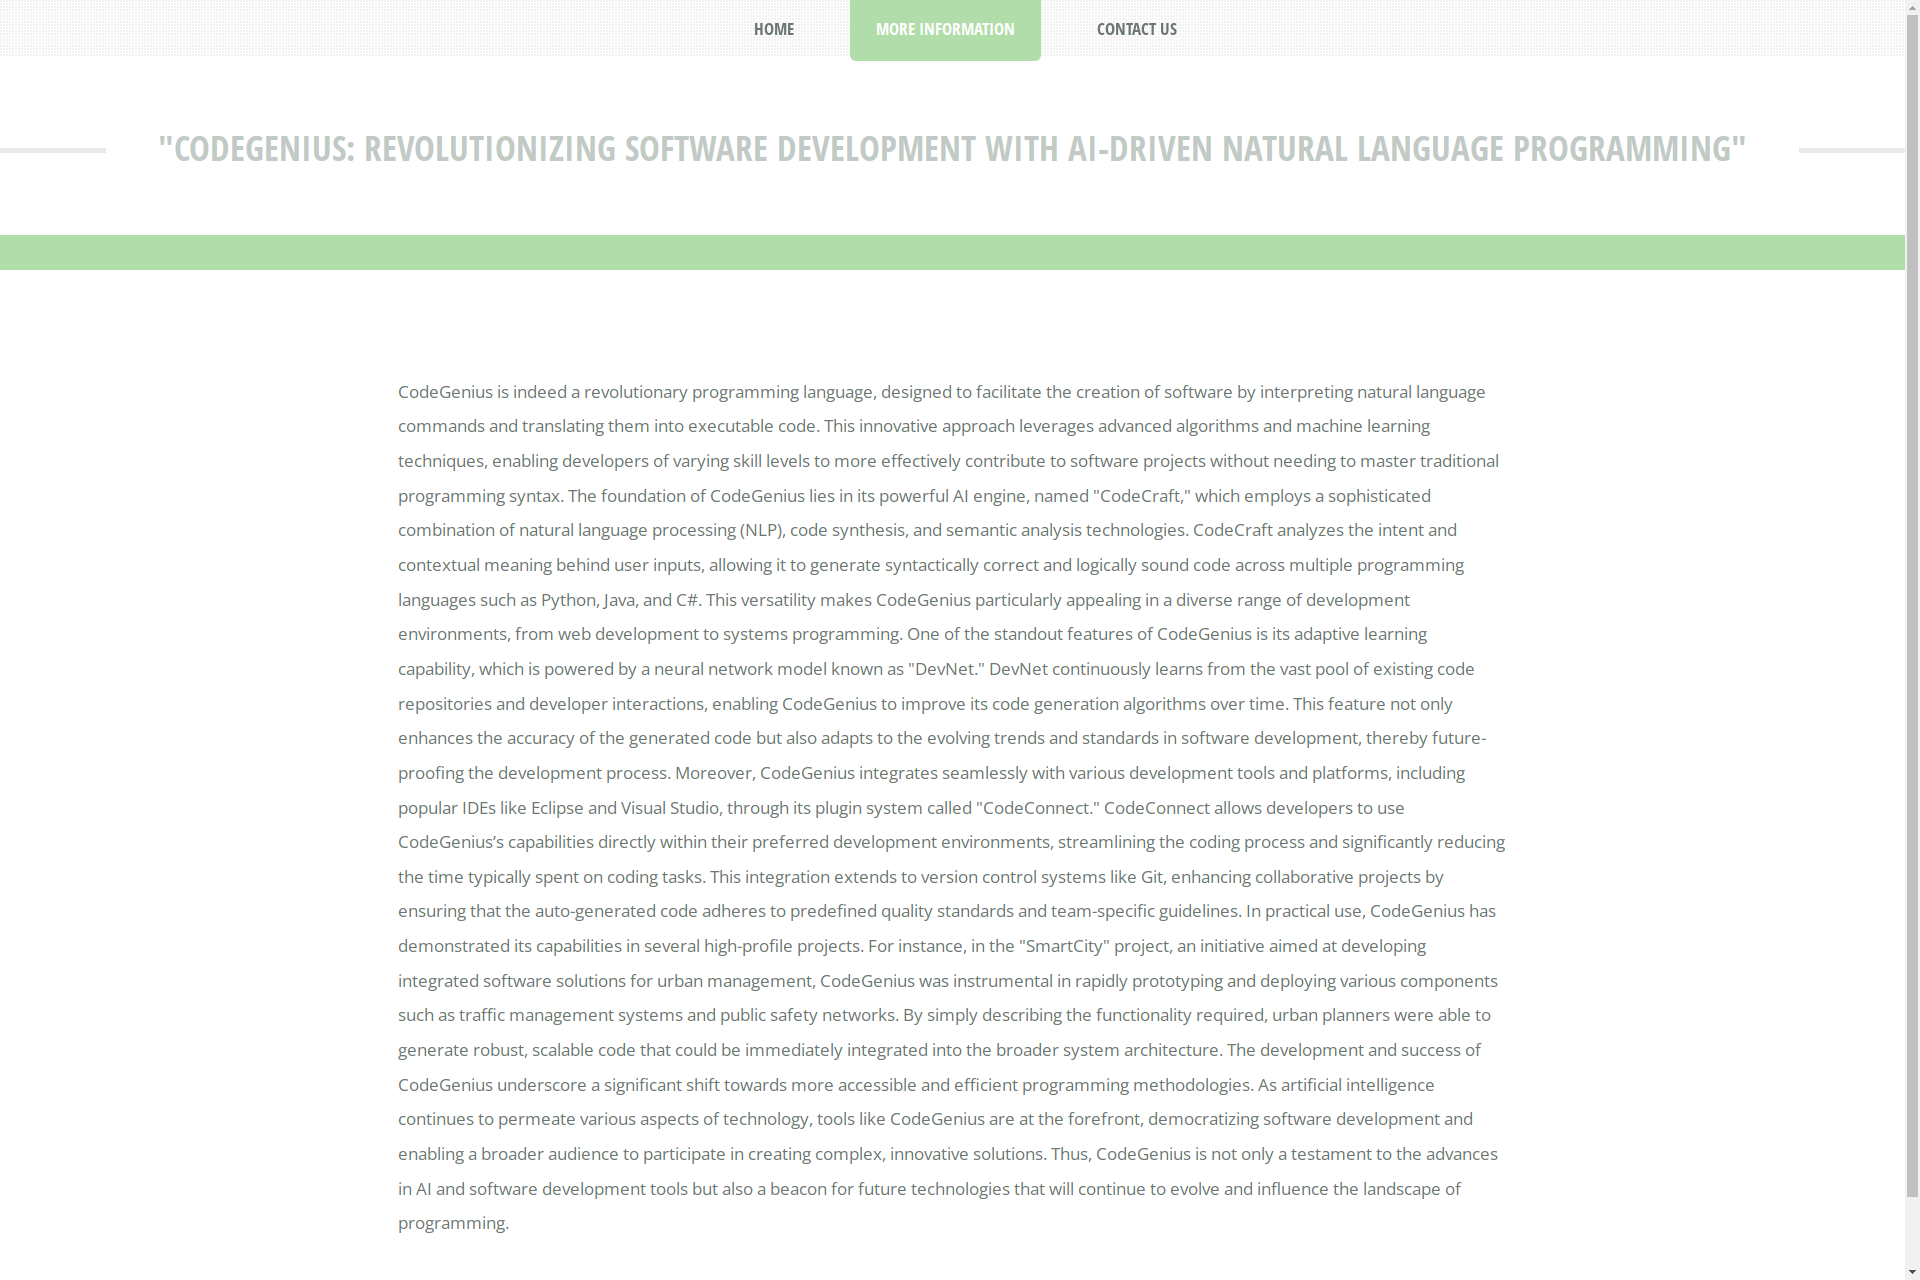 HOME
MORE INFORMATION
CONTACT US
"CODEGENIUS: REVOLUTIONIZING SOFTWARE DEVELOPMENT WITH AI-DRIVEN NATURAL LANGUAGE PROGRAMMING"
CodeGenius is indeed a revolutionary programming language, designed to facilitate the creation of software by interpreting natural language
commands and translating them into executable code. This innovative approach leverages advanced algorithms and machine learning
techniques, enabling developers of varying skill levels to more effectively contribute to software projects without needing to master traditional
programming syntax. The foundation of CodeGenius lies in its powerful AI engine, named "CodeCraft," which employs a sophisticated
combination of natural language processing (NLP), code synthesis, and semantic analysis technologies. CodeCraft analyzes the intent and
contextual meaning behind user inputs, allowing it to generate syntactically correct and logically sound code across multiple programming
languages such as Python, Java, and C#. This versatility makes CodeGenius particularly appealing in a diverse range of development
environments, from web development to systems programming. One of the standout features of CodeGenius is its adaptive learning
capability, which is powered by a neural network model known as "DevNet." DevNet continuously learns from the vast pool of existing code
repositories and developer interactions, enabling CodeGenius to improve its code generation algorithms over time. This feature not only
enhances the accuracy of the generated code but also adapts to the evolving trends and standards in software development, thereby future-
proofing the development process. Moreover, CodeGenius integrates seamlessly with various development tools and platforms, including
popular IDEs like Eclipse and Visual Studio, through its plugin system called "CodeConnect." CodeConnect allows developers to use
CodeGenius’s capabilities directly within their preferred development environments, streamlining the coding process and significantly reducing
the time typically spent on coding tasks. This integration extends to version control systems like Git, enhancing collaborative projects by
ensuring that the auto-generated code adheres to predefined quality standards and team-specific guidelines. In practical use, CodeGenius has
demonstrated its capabilities in several high-profile projects. For instance, in the "SmartCity" project, an initiative aimed at developing
integrated software solutions for urban management, CodeGenius was instrumental in rapidly prototyping and deploying various components
such as traffic management systems and public safety networks. By simply describing the functionality required, urban planners were able to
generate robust, scalable code that could be immediately integrated into the broader system architecture. The development and success of
CodeGenius underscore a significant shift towards more accessible and efficient programming methodologies. As artificial intelligence
continues to permeate various aspects of technology, tools like CodeGenius are at the forefront, democratizing software development and
enabling a broader audience to participate in creating complex, innovative solutions. Thus, CodeGenius is not only a testament to the advances
in AI and software development tools but also a beacon for future technologies that will continue to evolve and influence the landscape of
programming.